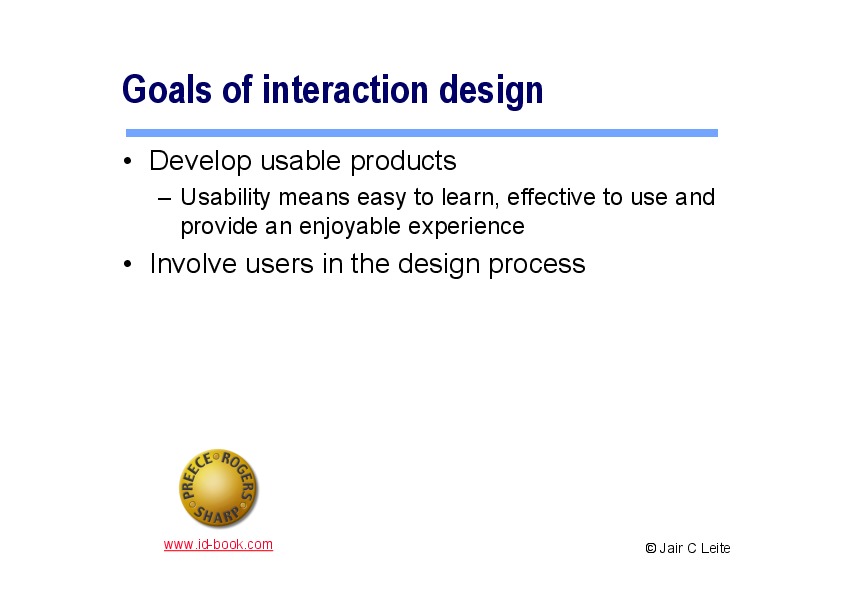 Goals of interaction design
• Develop usable products
– Usability means easy to learn, effective to use and
provide an enjoyable experience
• Involve users in the design process
PREECE ROGERS
SHARP
www.id-book.com
© Jair C Leite